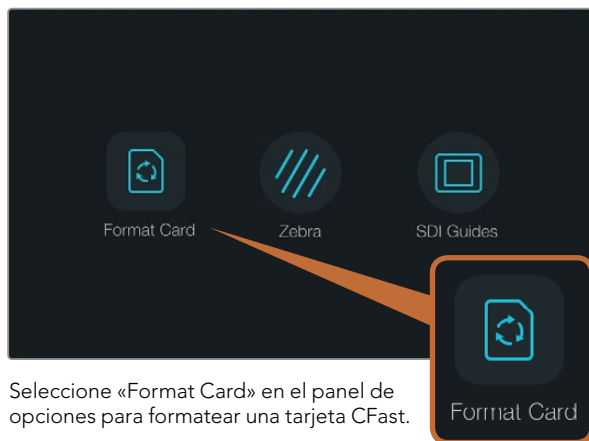 Format Card
Zebra
SDI Guides
Format Card
Seleccione «Format Card» en el panel de
opciones para formatear una tarjeta CFast.